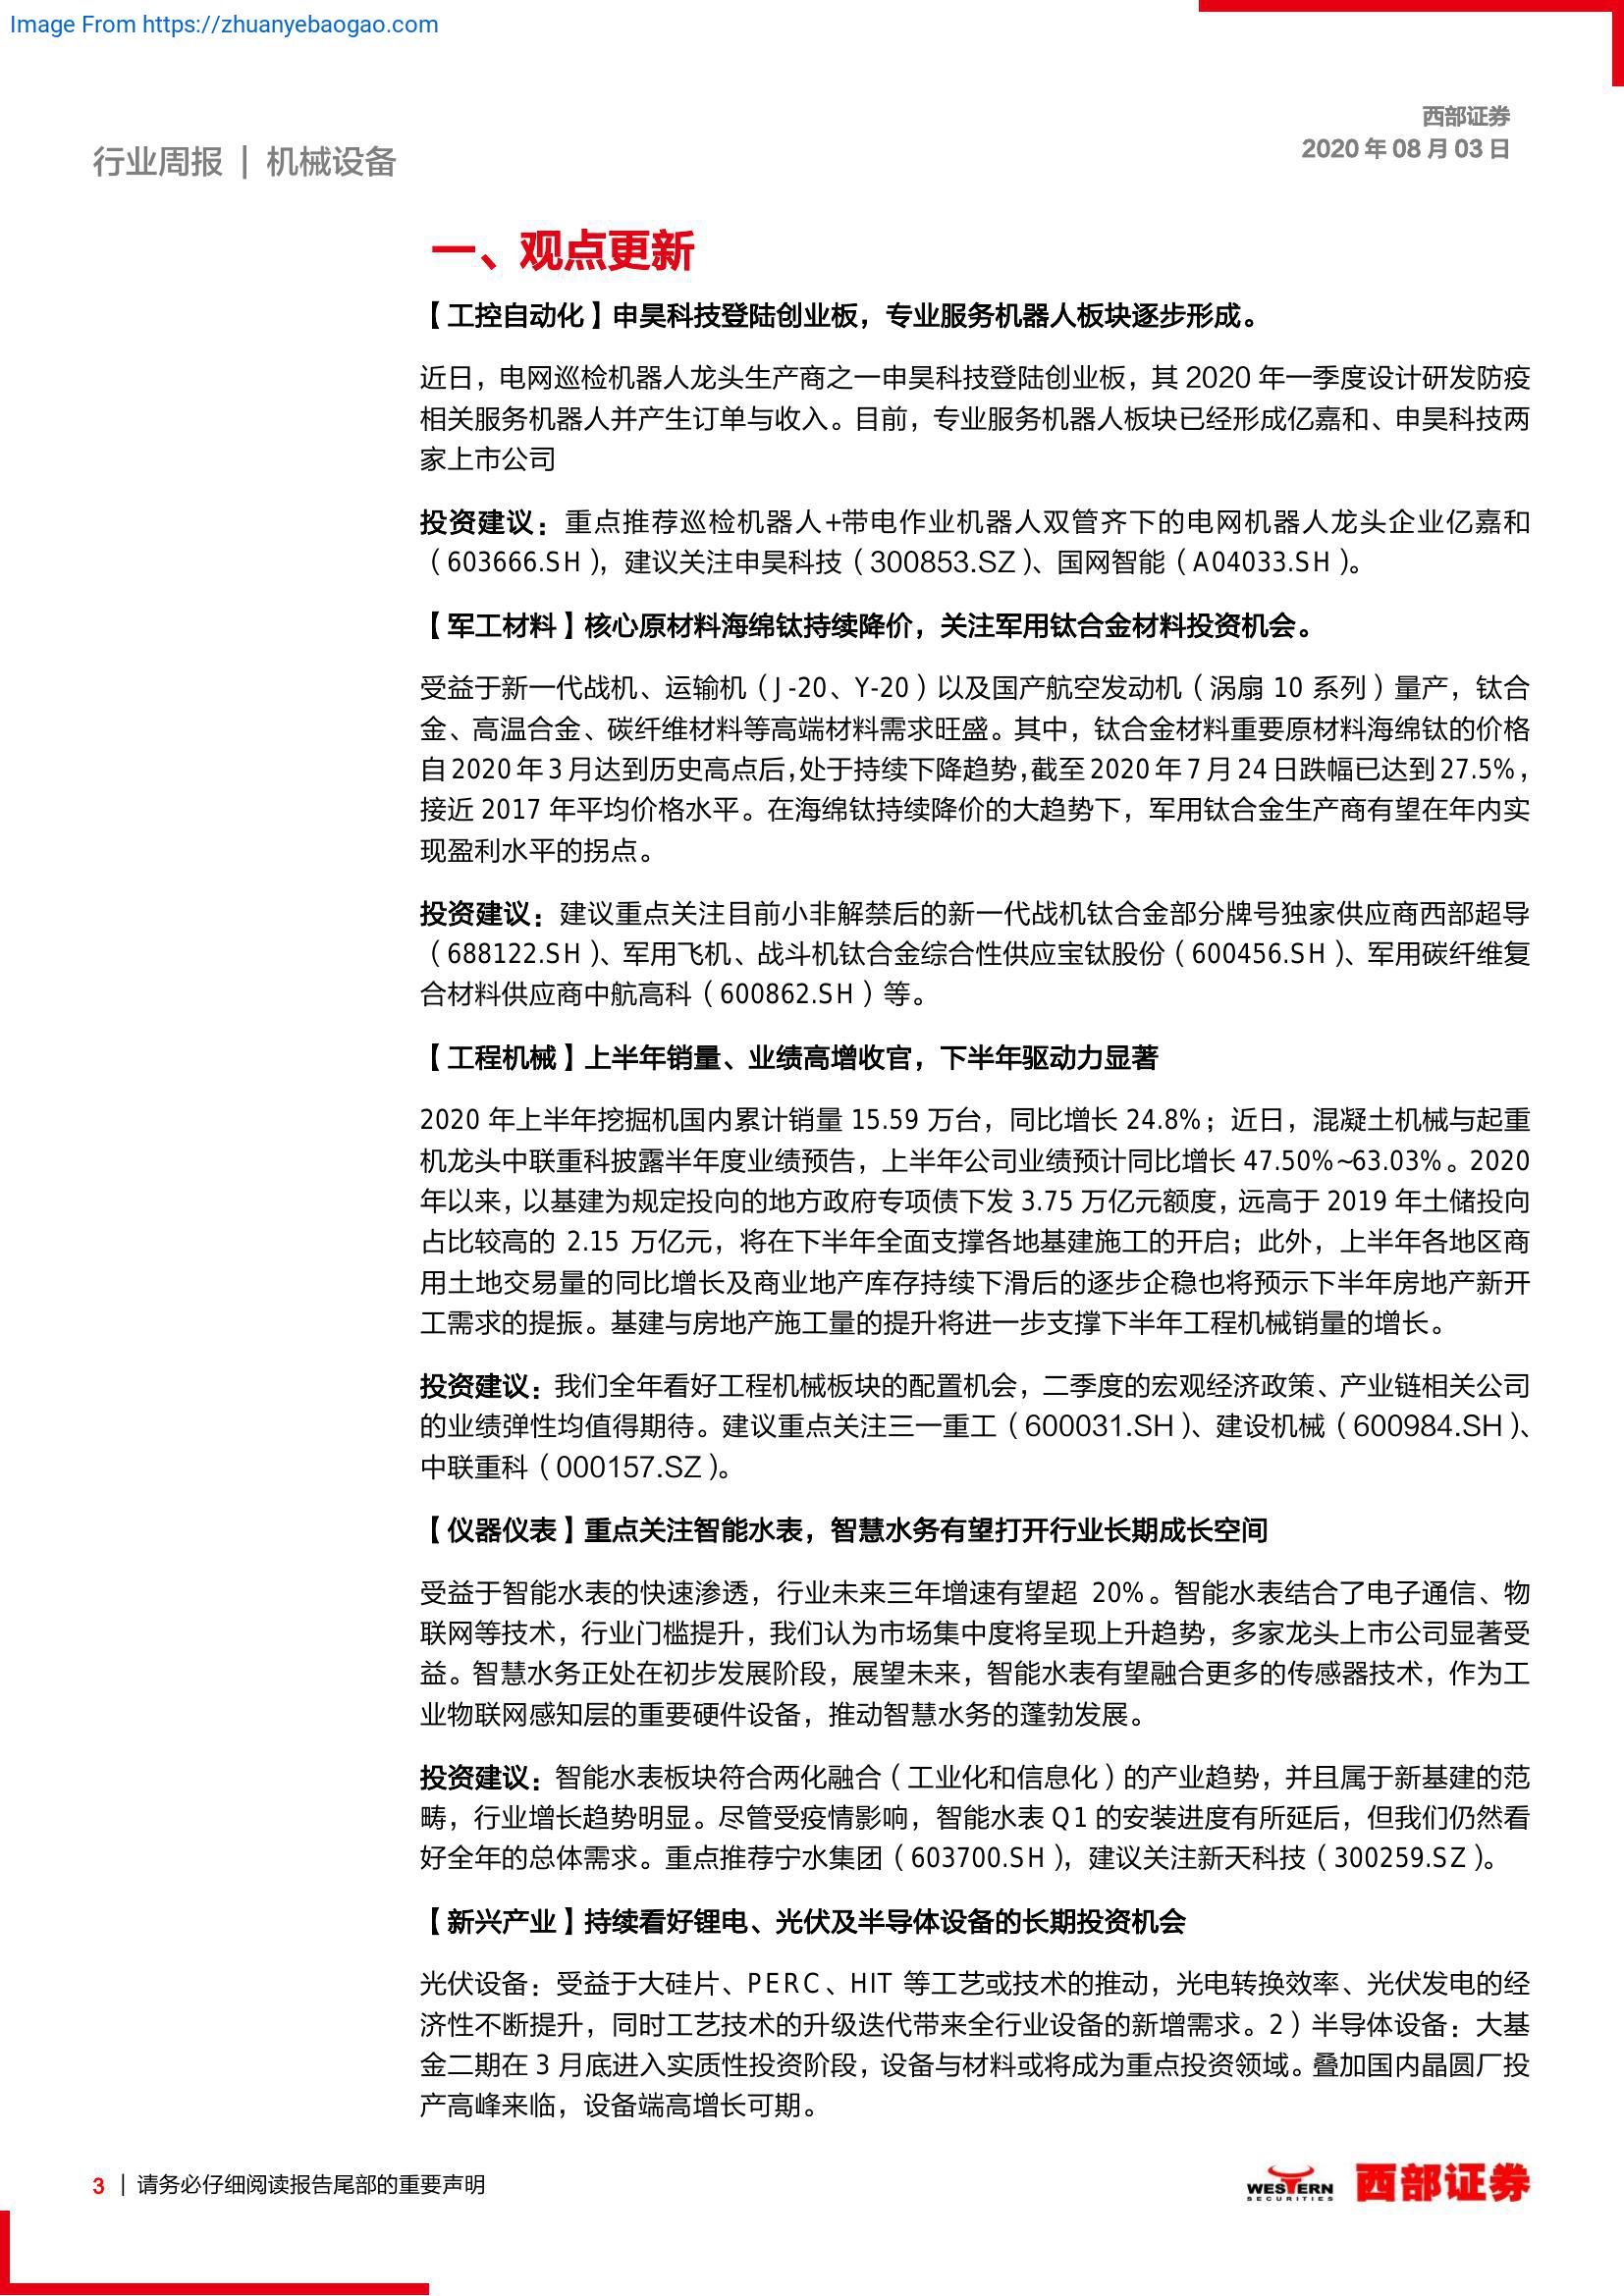 Image From https://zhuanyebaogao.com
西部证券
2020 年 08 月 03 日
行业周报 | 机械设备
一、观点更新
【工控自动化】申昊科技登陆创业板，专业服务机器人板块逐步形成。
近日，电网巡检机器人龙头生产商之一申昊科技登陆创业板，其 2020 年一季度设计研发防疫
相关服务机器人并产生订单与收入。目前，专业服务机器人板块已经形成亿嘉和、申昊科技两
家上市公司
投资建议：重点推荐巡检机器人+带电作业机器人双管齐下的电网机器人龙头企业亿嘉和
（603666.SH），建议关注申昊科技（300853.SZ）、国网智能（A04033.SH）。
【军工材料】核心原材料海绵钛持续降价，关注军用钛合金材料投资机会。
受益于新一代战机、运输机（J-20、Y-20）以及国产航空发动机（涡扇 10 系列）量产，钛合
金、高温合金、碳纤维材料等高端材料需求旺盛。其中，钛合金材料重要原材料海绵钛的价格
自 2020 年 3 月达到历史高点后，处于持续下降趋势，截至 2020 年 7 月 24 日跌幅已达到 27.5%，
接近 2017 年平均价格水平。在海绵钛持续降价的大趋势下，军用钛合金生产商有望在年内实
现盈利水平的拐点。
投资建议：建议重点关注目前小非解禁后的新一代战机钛合金部分牌号独家供应商西部超导
（688122.SH）、军用飞机、战斗机钛合金综合性供应宝钛股份（600456.SH）、军用碳纤维复
合材料供应商中航高科（600862.SH）等。
【工程机械】上半年销量、业绩高增收官，下半年驱动力显著
2020 年上半年挖掘机国内累计销量 15.59 万台，同比增长 24.8%；近日，混凝土机械与起重
机龙头中联重科披露半年度业绩预告，上半年公司业绩预计同比增长 47.50%~63.03%。2020
年以来，以基建为规定投向的地方政府专项债下发 3.75 万亿元额度，远高于 2019 年土储投向
占比较高的 2.15 万亿元，将在下半年全面支撑各地基建施工的开启；此外，上半年各地区商
用土地交易量的同比增长及商业地产库存持续下滑后的逐步企稳也将预示下半年房地产新开
工需求的提振。基建与房地产施工量的提升将进一步支撑下半年工程机械销量的增长。
投资建议：我们全年看好工程机械板块的配置机会，二季度的宏观经济政策、产业链相关公司
的业绩弹性均值得期待。建议重点关注三一重工（600031.SH）、建设机械（600984.SH）、
中联重科（000157.SZ）。
【仪器仪表】重点关注智能水表，智慧水务有望打开行业长期成长空间
受益于智能水表的快速渗透，行业未来三年增速有望超 20%。智能水表结合了电子通信、物
联网等技术，行业门槛提升，我们认为市场集中度将呈现上升趋势，多家龙头上市公司显著受
益。智慧水务正处在初步发展阶段，展望未来，智能水表有望融合更多的传感器技术，作为工
业物联网感知层的重要硬件设备，推动智慧水务的蓬勃发展。
投资建议：智能水表板块符合两化融合（工业化和信息化）的产业趋势，并且属于新基建的范
畴，行业增长趋势明显。尽管受疫情影响，智能水表 Q1 的安装进度有所延后，但我们仍然看
好全年的总体需求。重点推荐宁水集团（603700.SH），建议关注新天科技（300259.SZ）。
【新兴产业】持续看好锂电、光伏及半导体设备的长期投资机会
光伏设备：受益于大硅片、PERC、HIT 等工艺或技术的推动，光电转换效率、光伏发电的经
济性不断提升，同时工艺技术的升级迭代带来全行业设备的新增需求。2）半导体设备：大基
金二期在 3 月底进入实质性投资阶段，设备与材料或将成为重点投资领域。叠加国内晶圆厂投
产高峰来临，设备端高增长可期。
3 | 请务必仔细阅读报告尾部的重要声明
WESTERN
SECURITIES
西部证券